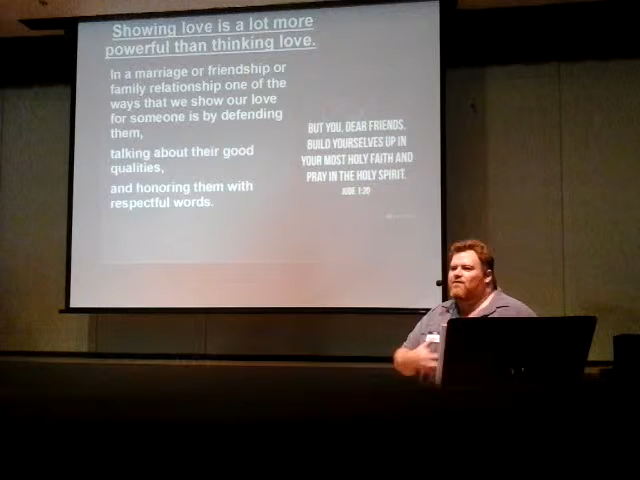 Showing love is a lot more
powerful than thinking love.
In a marriage or friendship or
family relationship one of the
ways that we show our love
for someone is by defending
them,
talking about their good
qualities,
and honoring them with
respectful words.
BUT YOU, DEAR FRIENDS,
BUILD YOURSELVES UP IN
YOUR MOST HOLY FAITH AND
PRAY IN THE HOLY SPIRIT.
JUDE 1:20